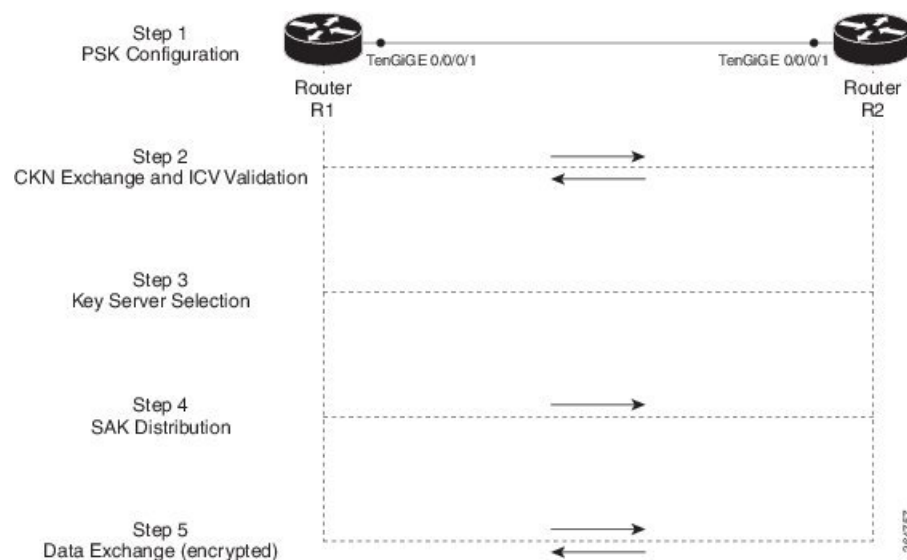 Step 1
PSK Configuration
TenGiGE 0/0/0/1
TenGiGE 0/0/0/1
Router
R1
Router
R2
Step 2
CKN Exchange and ICV Validation
Step 3
Key Server Selection
Step 4
SAK Distribution
Step 5
Data Exchange (encrypted)